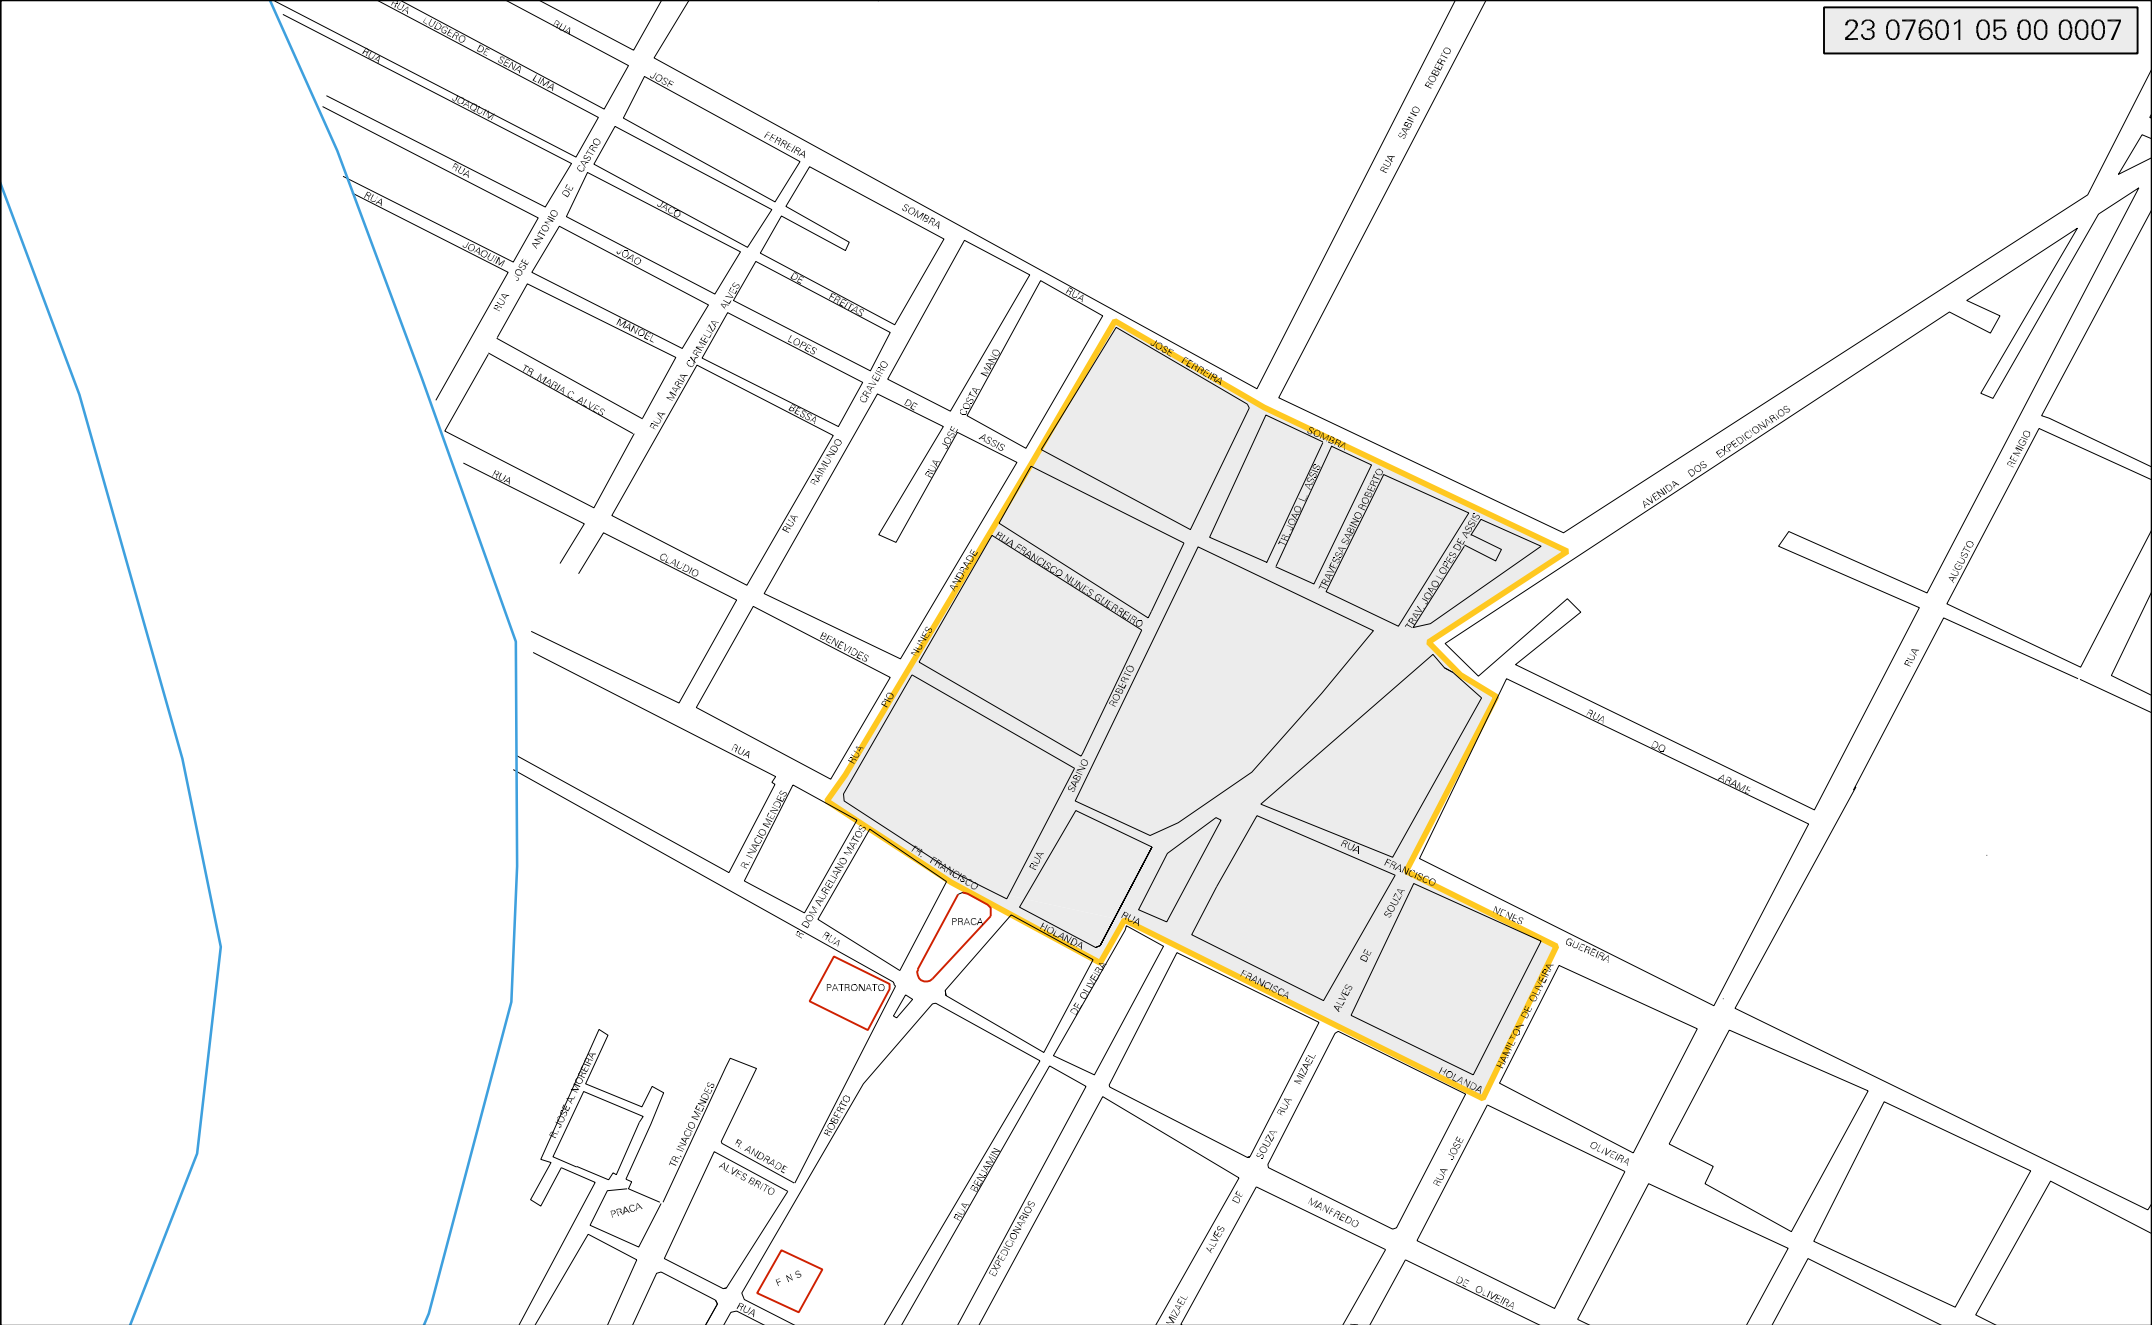 23 07601 05 00 0007
RUA LUDGERO DE SENA LIMA
RUA
RUA JOAQUIM
RUA
RUA JOAQUIM
JOSE FERREIRA SOMBRA
RUA JOSE FERREIRA SOMBRA
RUA SABINO ROBERTO
RUA JOSE ANTONIO DE CASTRO
JACO
JOAO
MANOEL
TR. MARIA C. ALVES
DE FREITAS
LOPES
BESSA
RUA MARIA CARMELIZA ALVES
RUA RAIMUNDO CRAVEIRO
DE ASSIS
RUA JOSE COSTA MANO
RUA CLAUDIO BENEVIDES
RUA PIO NUNES ANDRADE
RUA FRANCISCO NUNES GUERREIRO
TR. JOAO L. ASSIS
TRAVESSA SABINO ROBERTO
TRAV. JOAO LOPES DE ASSIS
AVENIDA DOS EXPEDICIONARIOS
RUA AUGUSTO REMIGIO
RUA DO ARAME
RUA SABINO ROBERTO
RUA
R. INACIO MENDES
R. DOM AURELIANO MATOS
RUA
FRANCISCO HOLANDA
PRACA
PATRONATO
RUA FRANCISCO NENES GUEREIRA
RUA FRANCISCA HOLANDA
ALVES DE SOUZA
HAMILTON DE OLIVEIRA
DE OLIVEIRA
RUA MIZAEL
SOUZA
RUA JOSE
OLIVEIRA
MANFREDO
DE OLIVEIRA
ALVES DE
MIZAEL
RUA BENJAMIN
EXPEDICIONARIOS
ROBERTO
R. JOSE A. MOREIRA
TR. INACIO MENDES
R. ANDRADE
ALVES BRITO
PRACA
F N S
RUA